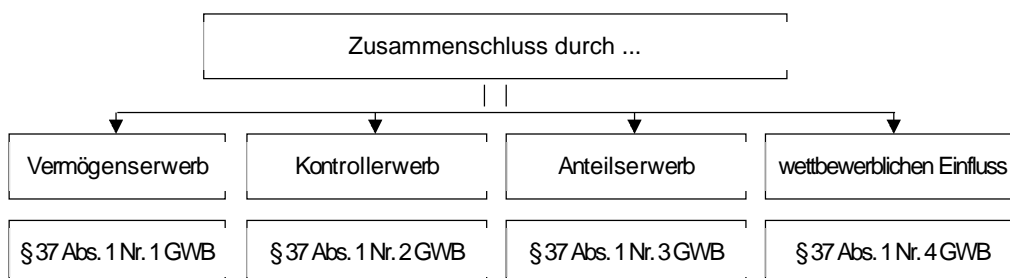 Zusammenschluss durch ...
Vermögenserwerb
Kontrollerwerb
Anteilserwerb
wettbewerblichen Einfluss
§ 37 Abs. 1 Nr. 1 GWB
§ 37 Abs. 1 Nr. 2 GWB
§ 37 Abs. 1 Nr. 3 GWB
§ 37 Abs. 1 Nr. 4 GWB